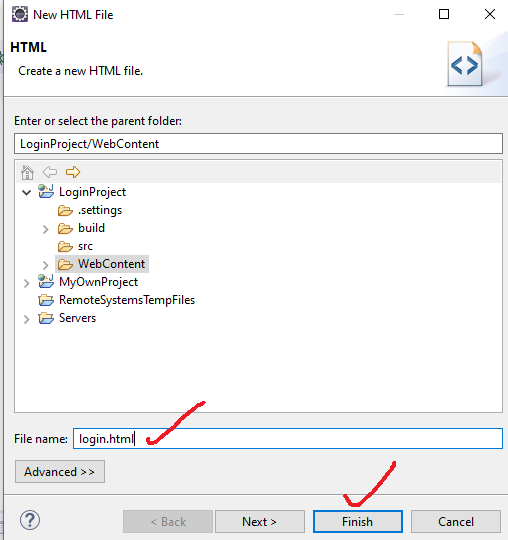 New HTML File
HTML
Create a new HTML file.
Enter or select the parent folder:
LoginProject/WebContent
LoginProject
.settings
build
src
WebContent
MyOwnProject
RemoteSystemsTempFiles
Servers
File name: login.html
Advanced >>
? < Back Next > Finish Cancel